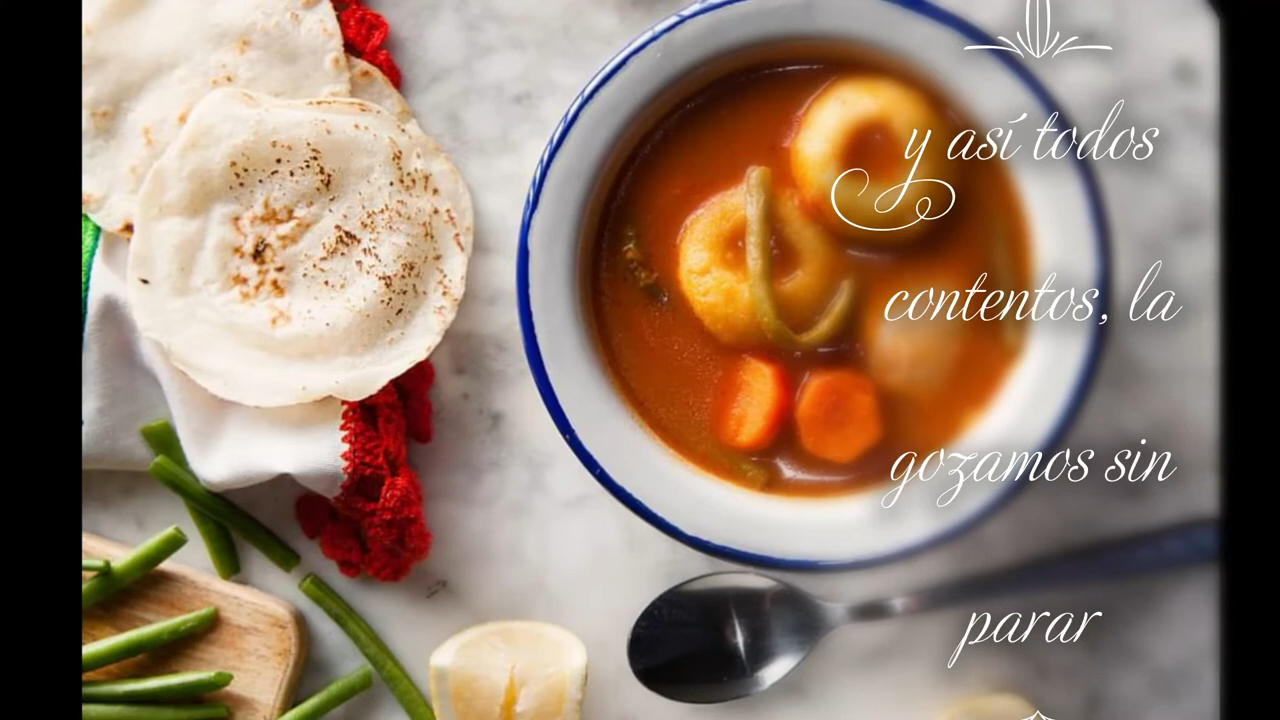 y así todos
contentos, la
gozamos sin
parar